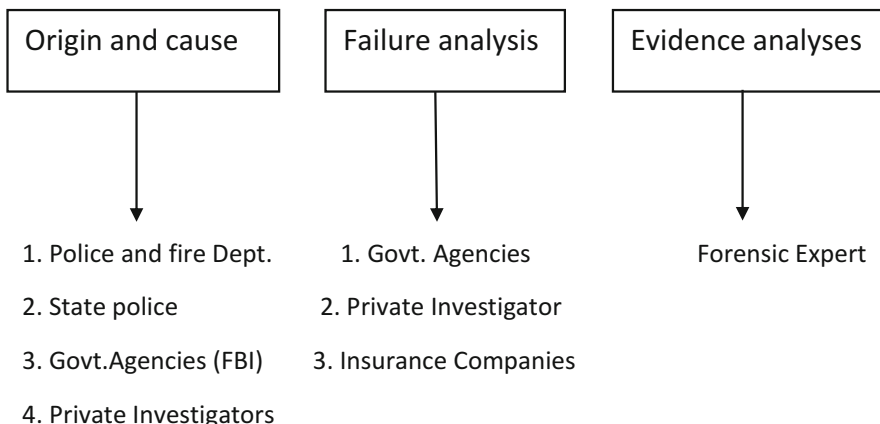 Origin and cause
Failure analysis
Evidence analyses
1. Police and fire Dept.
2. State police
3. Govt.Agencies (FBI)
4. Private Investigators
1. Govt. Agencies
2. Private Investigator
3. Insurance Companies
Forensic Expert